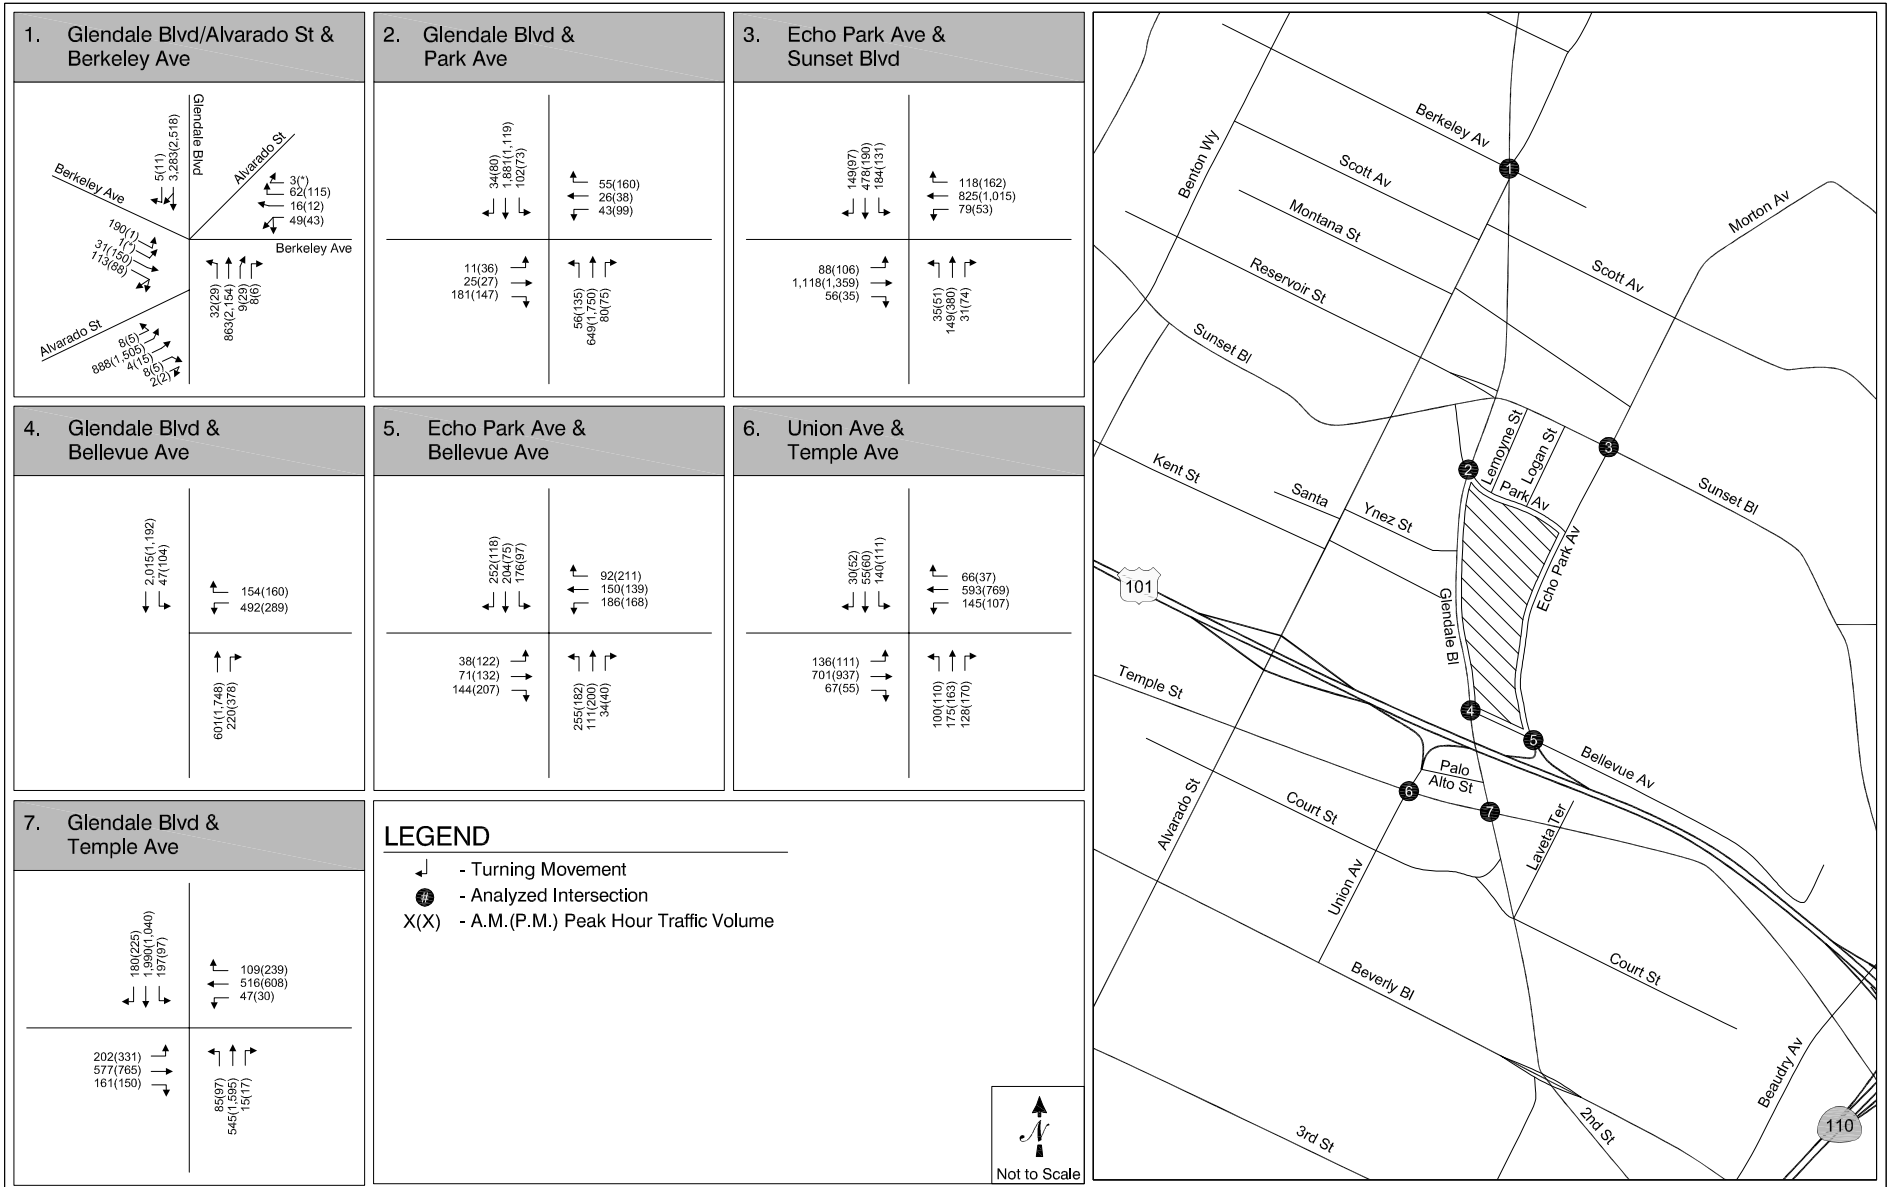 1. Glendale Blvd/Alvarado St &
Berkeley Ave
Glendale Blvd
Alvarado St
Berkeley Ave
Berkeley Ave
Alvarado St
5(11)
3,283(2,518)
3(*)
62(115)
16(12)
49(43)
190(1)
1(*)
31(150)
113(88)
32(29)
863(2,154)
9(29)
8(6)
8(5)
888(1,505)
4(15)
8(5)
2(2)
2. Glendale Blvd &
Park Ave
34(80)
1,881(1,119)
102(73)
55(160)
26(38)
43(99)
11(36)
25(27)
181(147)
56(135)
649(1,750)
80(75)
3. Echo Park Ave &
Sunset Blvd
149(97)
478(190)
184(131)
118(162)
825(1,015)
79(53)
88(106)
1,118(1,359)
56(35)
35(51)
149(380)
31(74)
4. Glendale Blvd &
Bellevue Ave
2,015(1,192)
47(104)
154(160)
492(289)
601(1,748)
220(378)
5. Echo Park Ave &
Bellevue Ave
252(118)
204(75)
176(97)
92(211)
150(139)
186(168)
38(122)
71(132)
144(207)
255(182)
111(200)
34(40)
6. Union Ave &
Temple Ave
30(52)
55(60)
140(111)
66(37)
593(769)
145(107)
136(111)
701(937)
67(55)
100(110)
175(163)
128(170)
7. Glendale Blvd &
Temple Ave
180(225)
1,990(1,040)
197(97)
109(239)
516(608)
47(30)
202(331)
577(765)
161(150)
85(97)
545(1,595)
15(17)
LEGEND
- Turning Movement
# - Analyzed Intersection
X(X) - A.M.(P.M.) Peak Hour Traffic Volume
N
Not to Scale
Berkeley Av
Benton Wy
Scott Av
Montana St
Reservoir St
Sunset Bl
Scott Av
Morton Av
1
2
3
Lemoyne St
Logan St
Park Av
Sunset Bl
Kent St
Santa
Ynez St
Echo Park Av
Glendale Bl
101
Temple St
4
5
Bellevue Av
Palo
Alto St
6
7
Court St
Laveta Ter
Alvarado St
Union Av
Court St
Beverly Bl
Beaudry Av
2nd St
3rd St
110